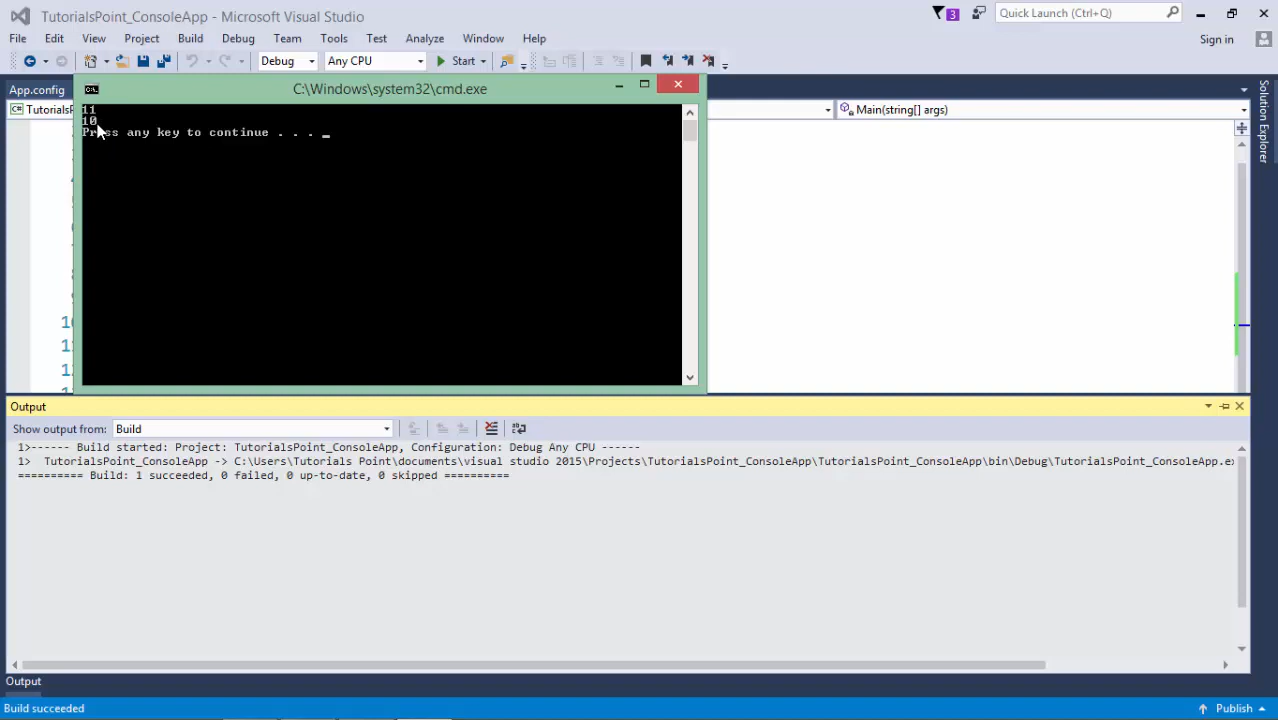 TutorialsPoint_ConsoleApp - Microsoft Visual Studio
3
Quick Launch (Ctrl+Q)
File Edit View Project Build Debug Team Tools Test Analyze Window Help
Sign in
Debug Any CPU Start
App.config
C:\Windows\system32\cmd.exe
Main(string[] args)
Solution Explorer
11
10
Press any key to continue . . . _
Output
Show output from: Build
1>------ Build started: Project: TutorialsPoint_ConsoleApp, Configuration: Debug Any CPU ------
1>  TutorialsPoint_ConsoleApp -> C:\Users\Tutorials Point\documents\visual studio 2015\Projects\TutorialsPoint_ConsoleApp\TutorialsPoint_ConsoleApp\bin\Debug\TutorialsPoint_ConsoleApp.ex
========== Build: 1 succeeded, 0 failed, 0 up-to-date, 0 skipped ==========
Output
Build succeeded
Publish